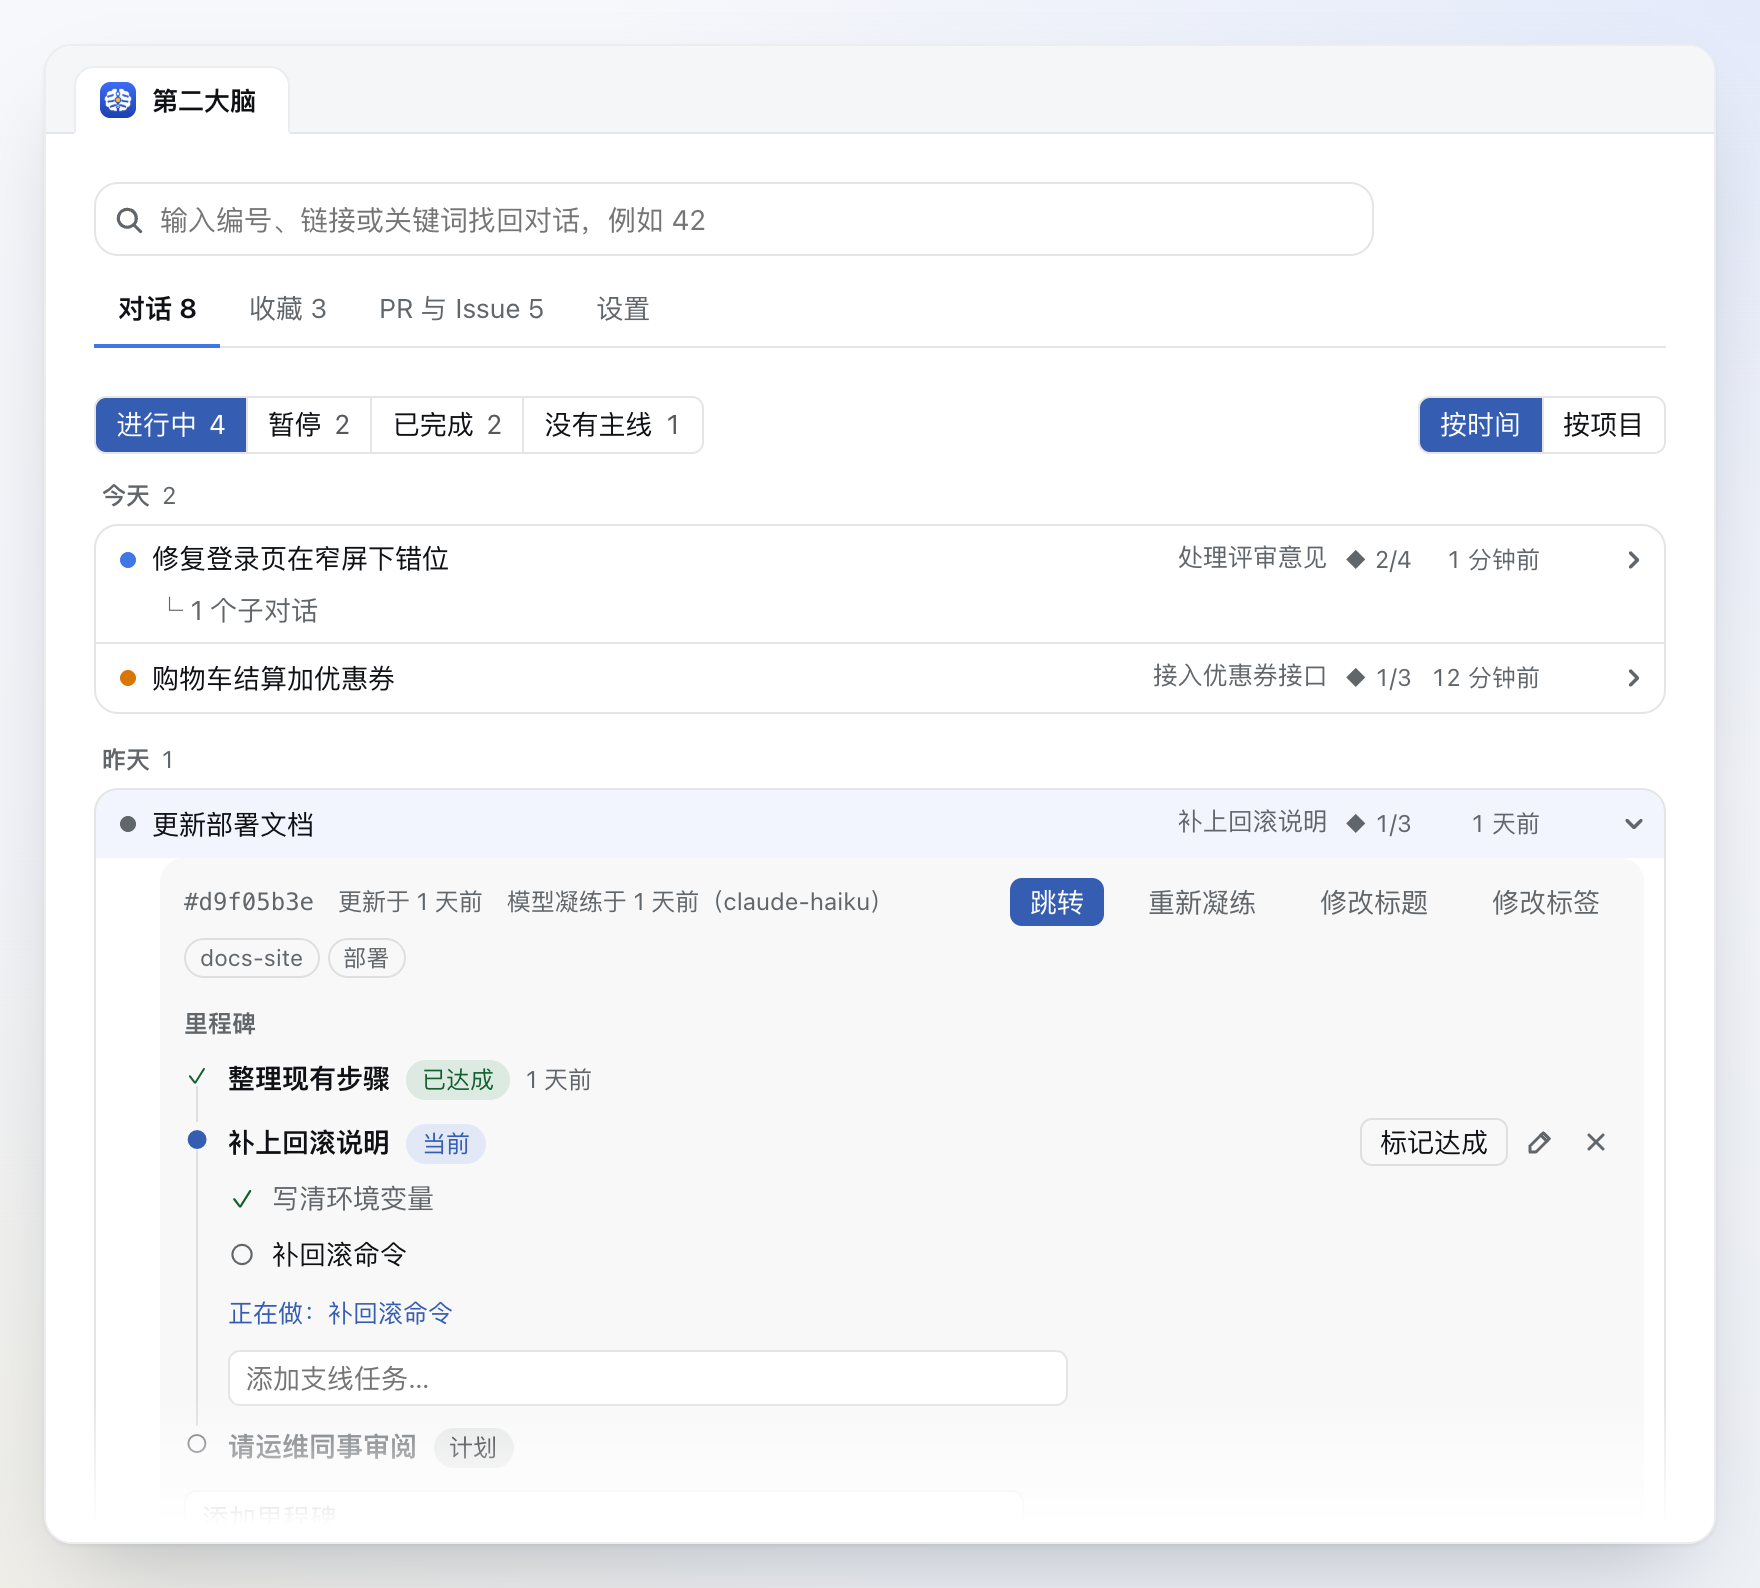 第二大脑
输入编号、链接或关键词找回对话，例如 42
对话 8 收藏 3 PR 与 Issue 5 设置
进行中 4 暂停 2 已完成 2 没有主线 1 按时间 按项目
今天 2
修复登录页在窄屏下错位 处理评审意见 ◆ 2/4 1 分钟前
└ 1 个子对话
购物车结算加优惠券 接入优惠券接口 ◆ 1/3 12 分钟前
昨天 1
更新部署文档 补上回滚说明 ◆ 1/3 1 天前
#d9f05b3e 更新于 1 天前 模型凝练于 1 天前（claude-haiku） 跳转 重新凝练 修改标题 修改标签
docs-site 部署
里程碑
整理现有步骤 已达成 1 天前
补上回滚说明 当前 标记达成
写清环境变量
补回滚命令
正在做：补回滚命令
添加支线任务...
请运维同事审阅 计划
添加里程碑